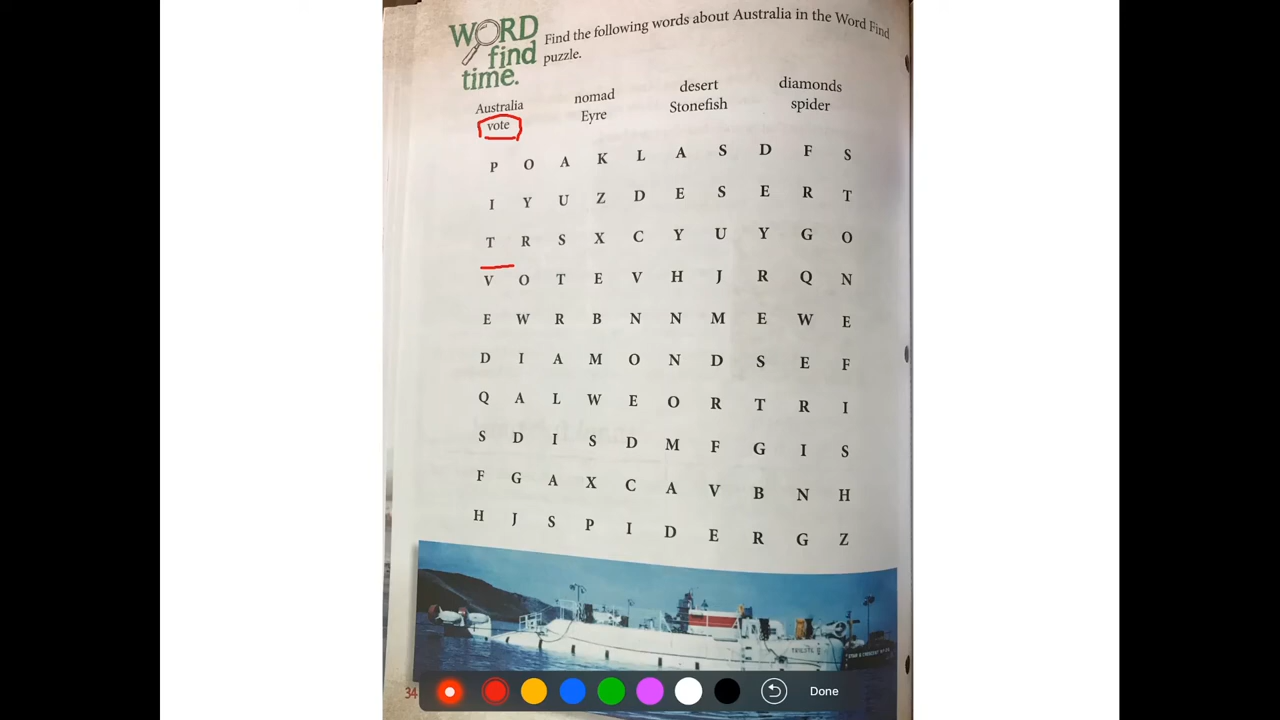 WORD
find
time.
Find the following words about Australia in the Word Find
puzzle.
Australia nomad desert diamonds
vote Eyre Stonefish spider
P O A K L A S D F S
I Y U Z D E S E R T
T R S X C Y U Y G O
V O T E V H J R Q N
E W R B N N M E W E
D I A M O N D S E F
Q A L W E O R T R I
S D I S D M F G I S
F G A X C A V B N H
H J S P I D E R G Z
34
Done